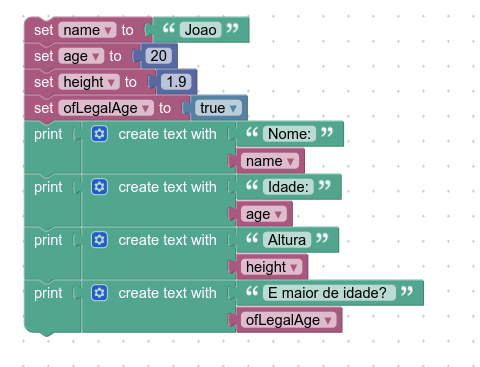 set name to “ Joao ”
set age to 20
set height to 1.9
set ofLegalAge to true
print create text with “ Nome: ”
name
print create text with “ Idade: ”
age
print create text with “ Altura ”
height
print create text with “ E maior de idade? ”
ofLegalAge